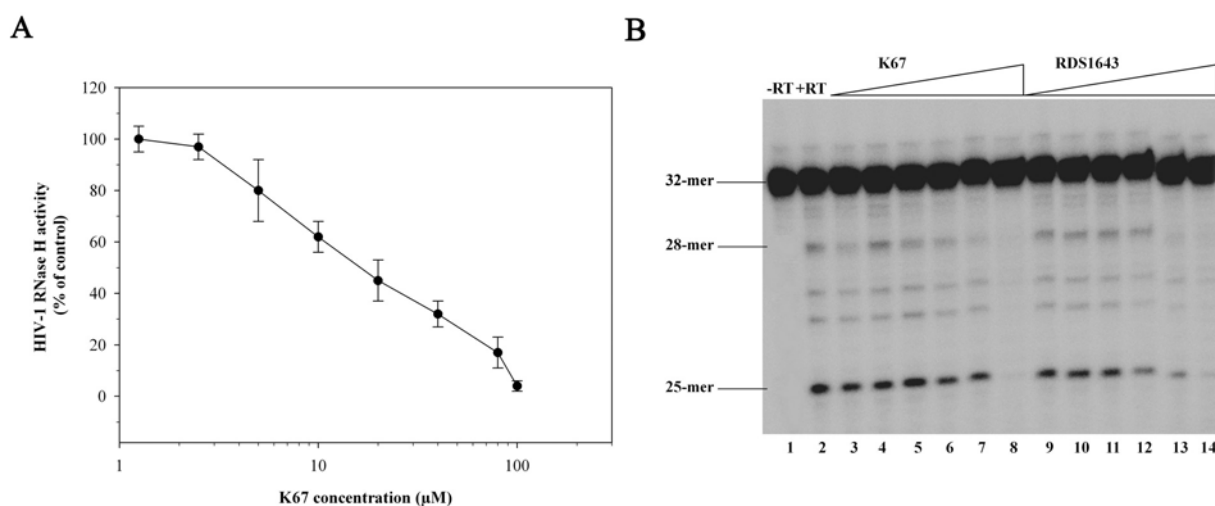 A
HIV-1 RNase H activity
(% of control)
120
100
80
60
40
20
0
1
10
100
K67 concentration (µM)
B
K67
RDS1643
-RT +RT
32-mer
28-mer
25-mer
1 2 3 4 5 6 7 8 9 10 11 12 13 14